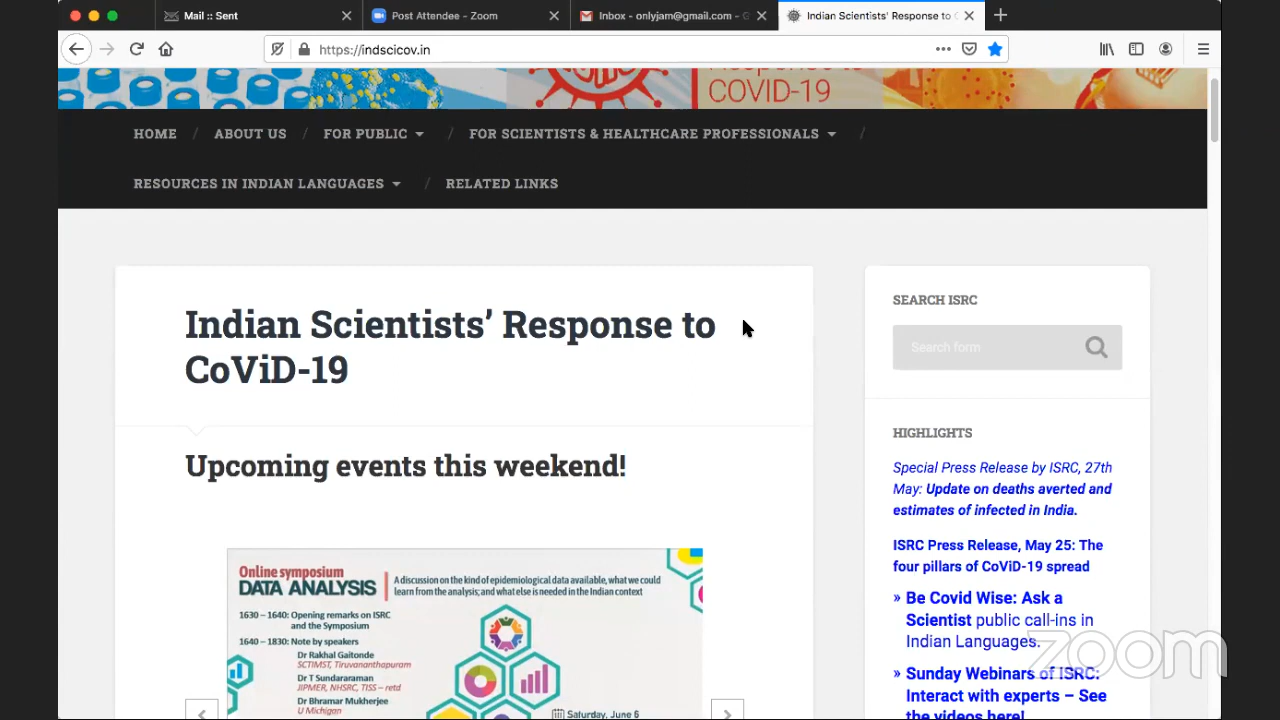 Mail :: Sent
Post Attendee - Zoom
Inbox - onlyjam@gmail.com -
Indian Scientists' Response to
https://indscicov.in
COVID-19
HOME / ABOUT US / FOR PUBLIC / FOR SCIENTISTS & HEALTHCARE PROFESSIONALS /
RESOURCES IN INDIAN LANGUAGES / RELATED LINKS
Indian Scientists’ Response to
CoViD-19
Upcoming events this weekend!
Online symposium
DATA ANALYSIS
A discussion on the kind of epidemiological data available, what we could
learn from the analysis; and what else is needed in the Indian context
1630 – 1640: Opening remarks on ISRC
and the Symposium
1640 – 1830: Note by speakers
Dr Rakhal Gaitonde
SCTIMST, Tiruvananthapuram
Dr T Sundararaman
JIPMER, NHSRC, TISS – retd
Dr Bhramar Mukherjee
U Michigan
Saturday, June 6
SEARCH ISRC
Search form
HIGHLIGHTS
Special Press Release by ISRC, 27th
May: Update on deaths averted and
estimates of infected in India.
ISRC Press Release, May 25: The
four pillars of CoViD-19 spread
» Be Covid Wise: Ask a
Scientist public call-ins in
Indian Languages.
» Sunday Webinars of ISRC:
Interact with experts – See
the videos here!
zoom